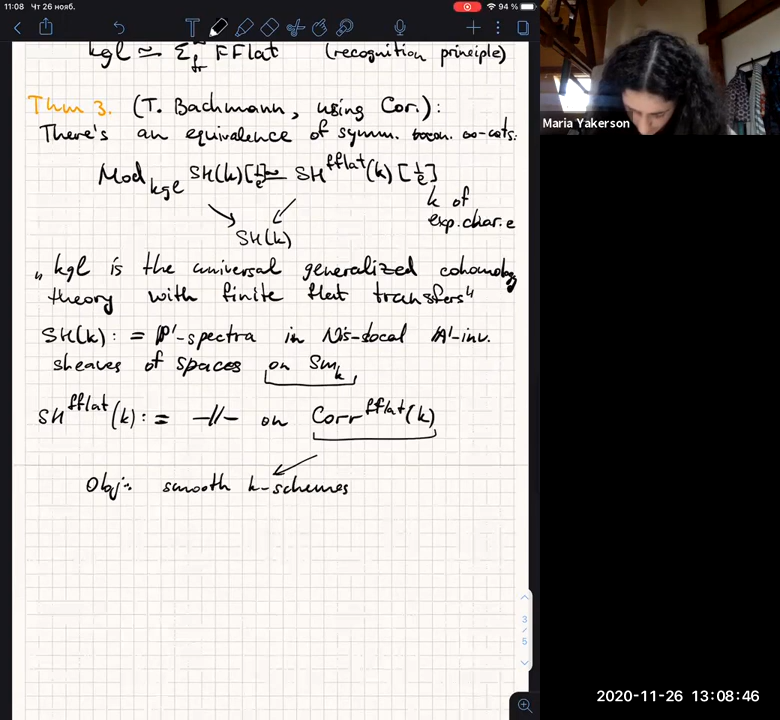 11:08 Чт 26 нояб.
94 %
kgl ≃ Σ^∞_fr FFlat (recognition principle)
Thm 3. (T. Bachmann, using Cor.):
There's an equivalence of symm. ∞-cats:
Mod_kgl SH(k)[1/e] ≃ SH^fflat(k)[1/e]
k of
exp.char.e
SH(k)
„kgl is the universal generalized cohomology
theory with finite flat transfers"
SH(k) := P¹-spectra in Nis-local A¹-inv.
sheaves of spaces on Sm_k
SH^fflat(k) := —//— on Corr^fflat(k)
Obj: smooth k-schemes
3
/
5
Maria Yakerson
2020-11-26 13:08:46